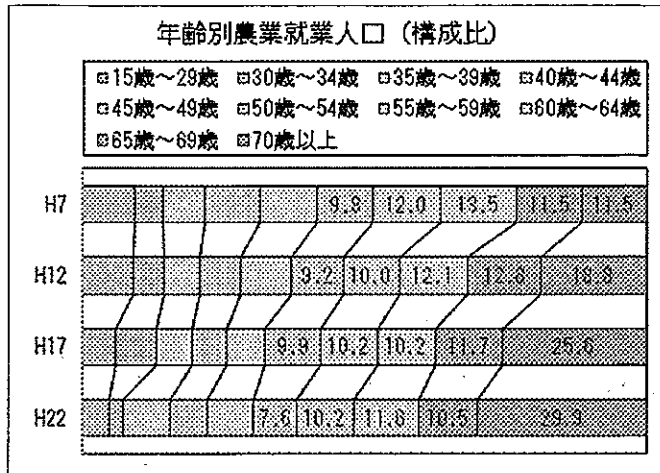 年齢別農業就業人口（構成比）
15歳～29歳 30歳～34歳 35歳～39歳 40歳～44歳
45歳～49歳 50歳～54歳 55歳～59歳 60歳～64歳
65歳～69歳 70歳以上
H7 9.8 12.0 13.5 11.5 11.5
H12 9.2 10.0 12.1 12.8 18.8
H17 9.9 10.2 10.2 11.7 25.6
H22 7.6 10.2 11.8 10.5 29.9